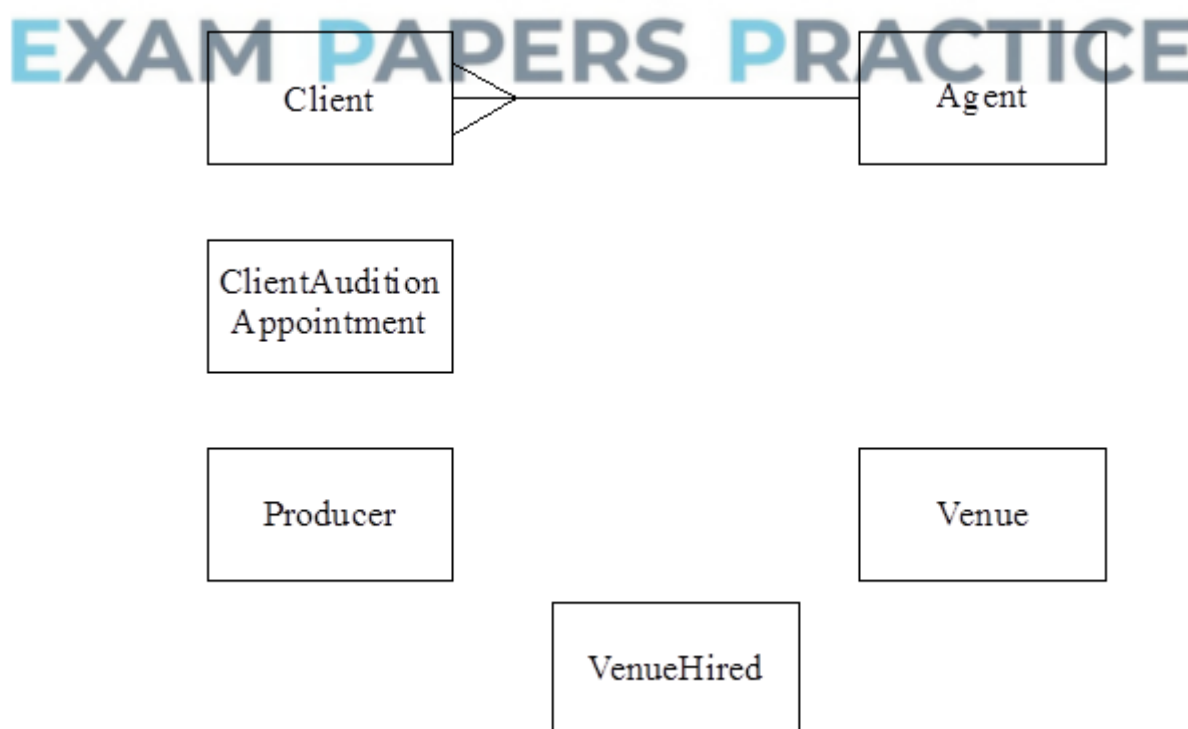 EXAM PAPERS PRACTICE
Client
Agent
ClientAudition
Appointment
Producer
Venue
VenueHired